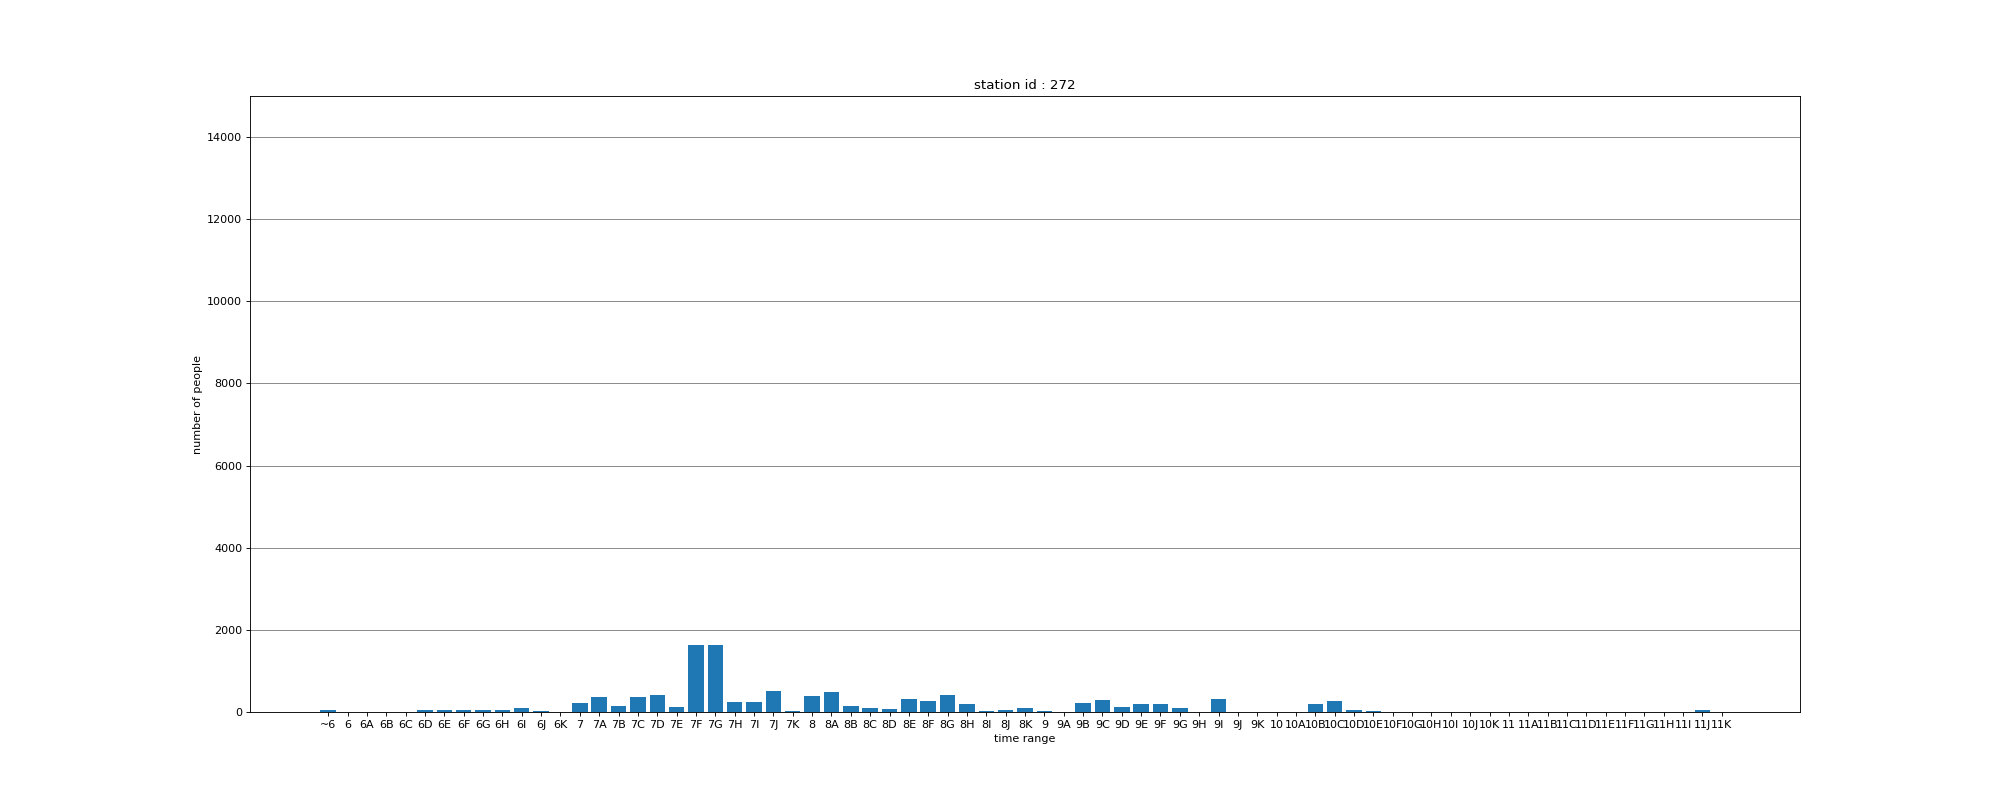 station id : 272
14000
12000
10000
8000
6000
4000
2000
0
number of people
~6 6 6A 6B 6C 6D 6E 6F 6G 6H 6I 6J 6K 7 7A 7B 7C 7D 7E 7F 7G 7H 7I 7J 7K 8 8A 8B 8C 8D 8E 8F 8G 8H 8I 8J 8K 9 9A 9B 9C 9D 9E 9F 9G 9H 9I 9J 9K 10 10A 10B 10C 10D 10E 10F 10G 10H 10I 10J 10K 11 11A 11B 11C 11D 11E 11F 11G 11H 11I 11J 11K
time range